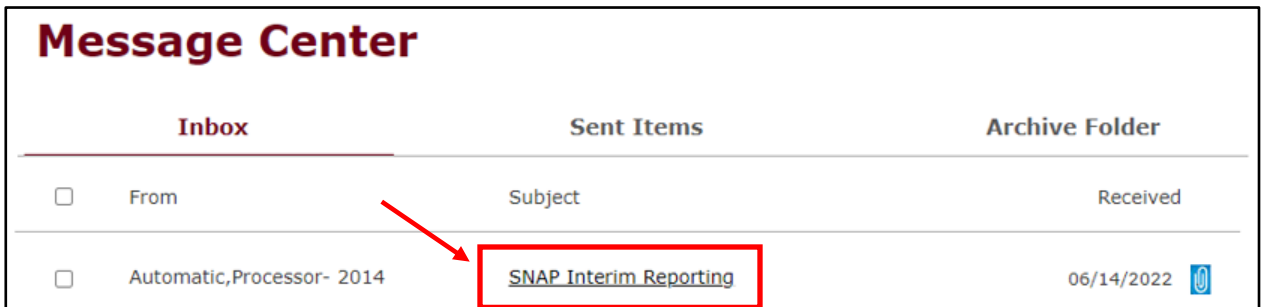 Message Center
Inbox Sent Items Archive Folder
From Subject Received
Automatic,Processor- 2014 SNAP Interim Reporting 06/14/2022